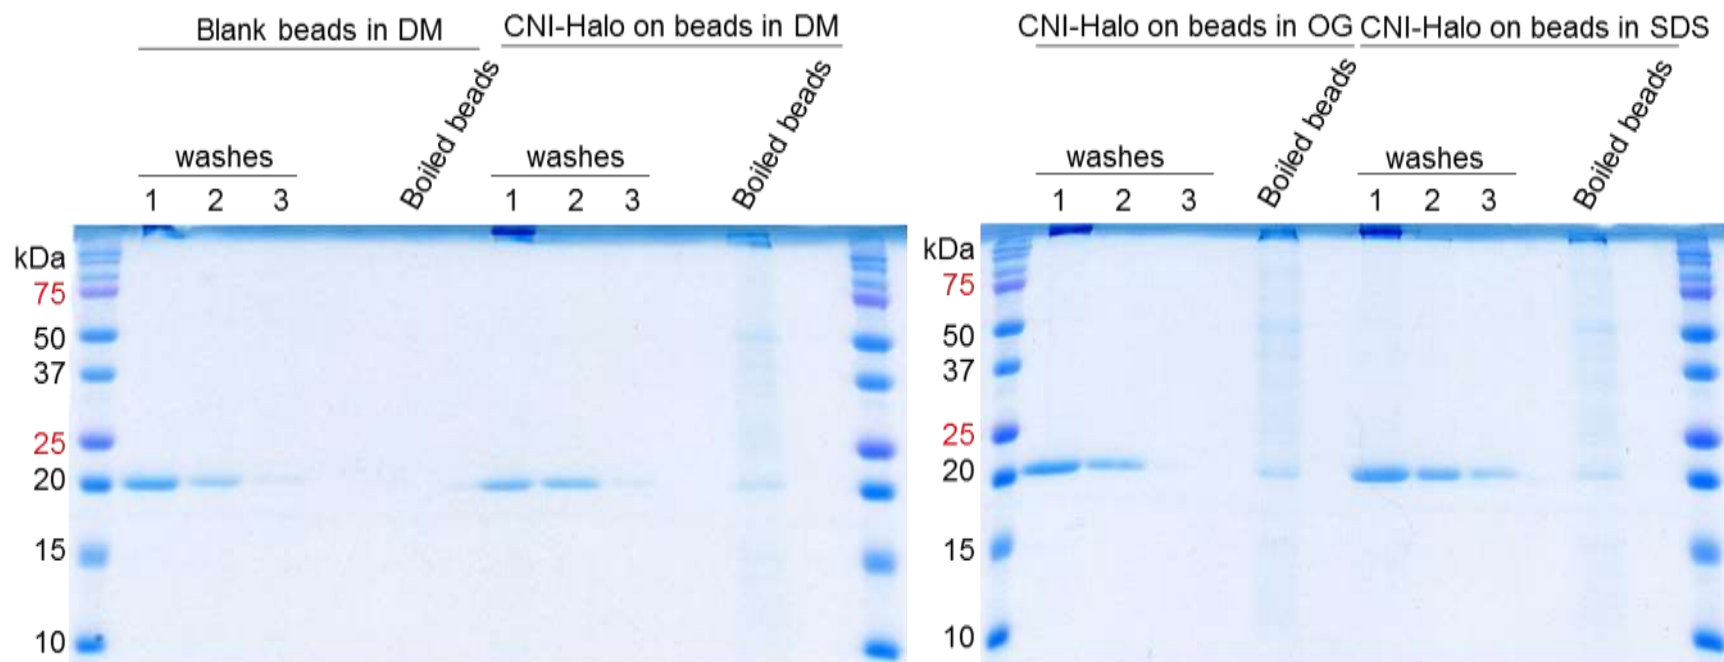 Blank beads in DM
CNI-Halo on beads in DM
CNI-Halo on beads in OG
CNI-Halo on beads in SDS
washes
Boiled beads
washes
Boiled beads
washes
Boiled beads
washes
Boiled beads
1 2 3
1 2 3
1 2 3
1 2 3
kDa
75
50
37
25
20
15
10
kDa
75
50
37
25
20
15
10